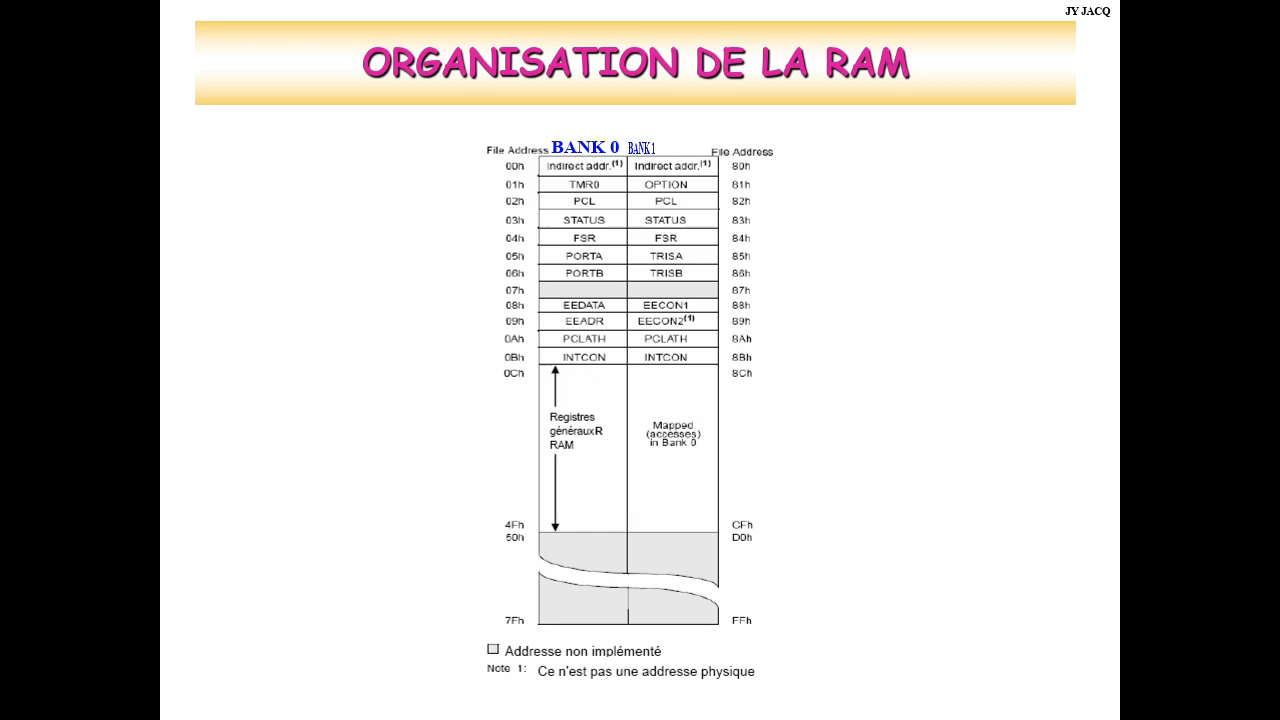 JY JACQ
ORGANISATION DE LA RAM
File Address BANK 0 BANK 1 File Address
00h Indirect addr.(1) Indirect addr.(1) 80h
01h TMR0 OPTION 81h
02h PCL PCL 82h
03h STATUS STATUS 83h
04h FSR FSR 84h
05h PORTA TRISA 85h
06h PORTB TRISB 86h
07h 87h
08h EEDATA EECON1 88h
09h EEADR EECON2(1) 89h
0Ah PCLATH PCLATH 8Ah
0Bh INTCON INTCON 8Bh
0Ch 8Ch
Registres
générauxR
RAM
Mapped
(accesses)
in Bank 0
4Fh CFh
50h D0h
7Fh FFh
Addresse non implémenté
Note 1: Ce n'est pas une addresse physique